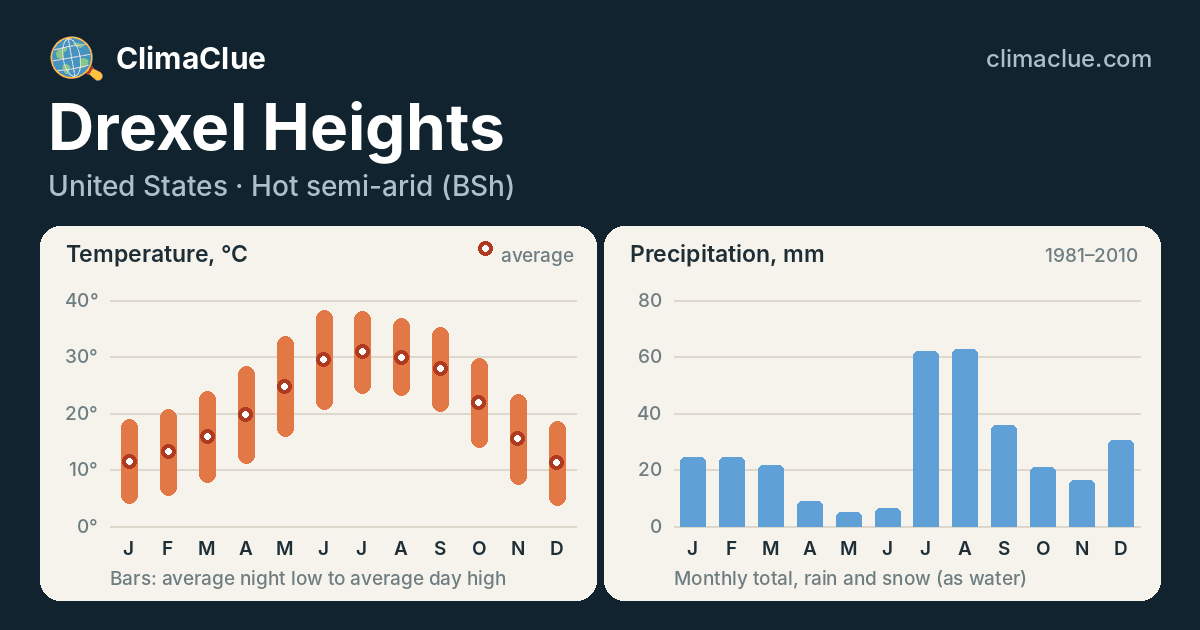 ClimaClue
climaclue.com
Drexel Heights
United States · Hot semi-arid (BSh)
Temperature, °C
average
40°
30°
20°
10°
0°
J F M A M J J A S O N D
Bars: average night low to average day high
Precipitation, mm
1981–2010
80
60
40
20
0
J F M A M J J A S O N D
Monthly total, rain and snow (as water)